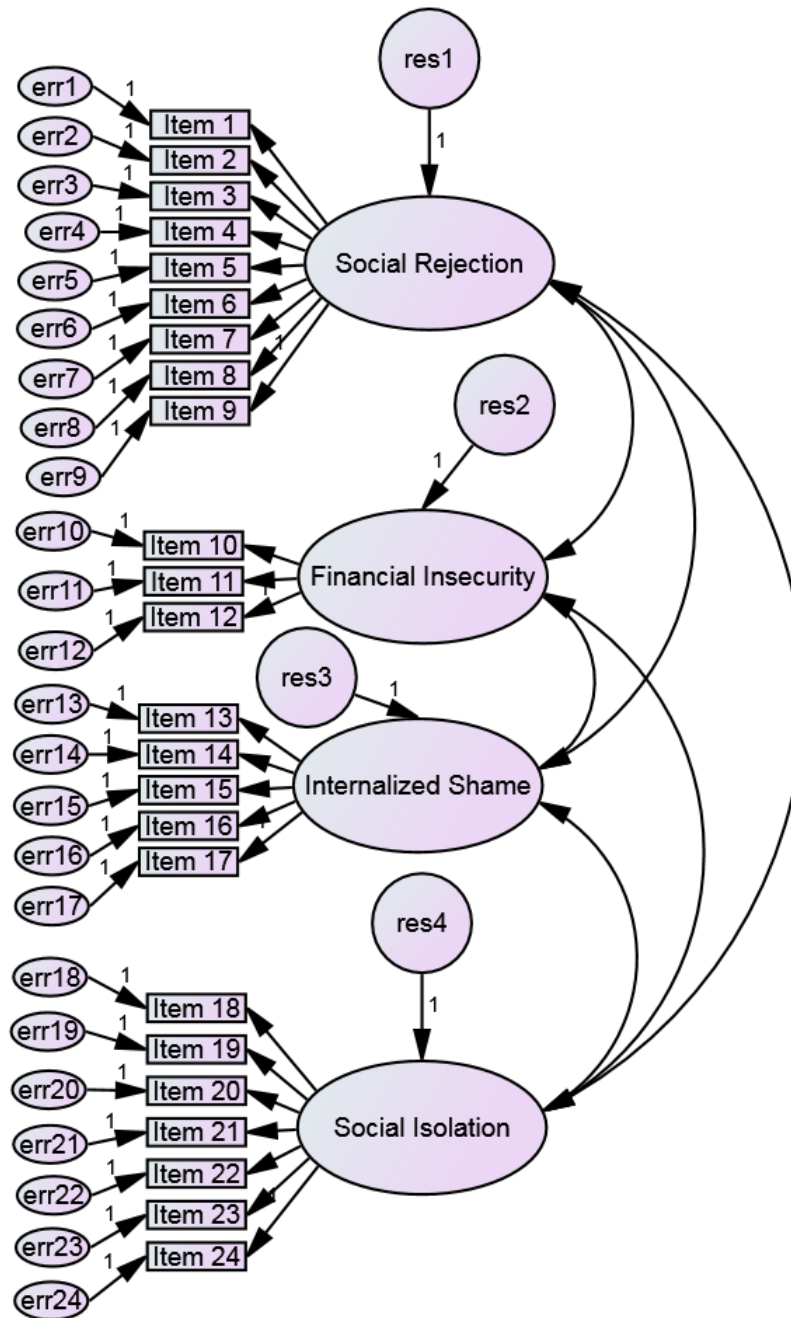 res1
1
err1
1
Item 1
err2
1
Item 2
err3
1
Item 3
err4
1
Item 4
err5
1
Item 5
err6
1
Item 6
err7
1
Item 7
1
err8
1
Item 8
err9
1
Item 9
Social Rejection
res2
1
err10
1
Item 10
err11
1
Item 11
err12
1
Item 12
1
Financial Insecurity
res3
1
err13
1
Item 13
err14
1
Item 14
err15
1
Item 15
err16
1
Item 16
1
err17
1
Item 17
Internalized Shame
res4
1
err18
1
Item 18
err19
1
Item 19
err20
1
Item 20
err21
1
Item 21
err22
1
Item 22
err23
1
Item 23
1
err24
1
Item 24
Social Isolation